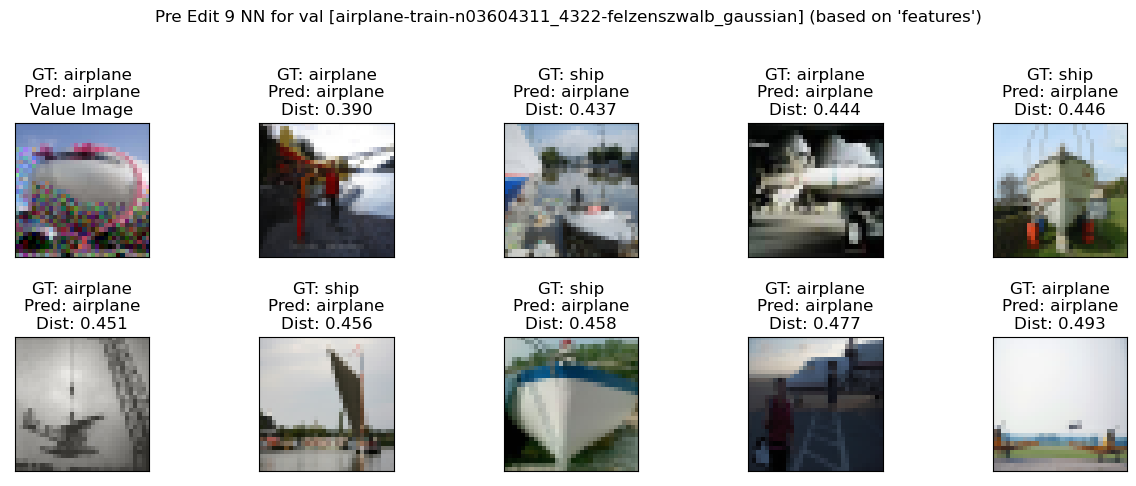 Pre Edit 9 NN for val [airplane-train-n03604311_4322-felzenszwalb_gaussian] (based on 'features')
GT: airplane
Pred: airplane
Value Image
GT: airplane
Pred: airplane
Dist: 0.390
GT: ship
Pred: airplane
Dist: 0.437
GT: airplane
Pred: airplane
Dist: 0.444
GT: ship
Pred: airplane
Dist: 0.446
GT: airplane
Pred: airplane
Dist: 0.451
GT: ship
Pred: airplane
Dist: 0.456
GT: ship
Pred: airplane
Dist: 0.458
GT: airplane
Pred: airplane
Dist: 0.477
GT: airplane
Pred: airplane
Dist: 0.493